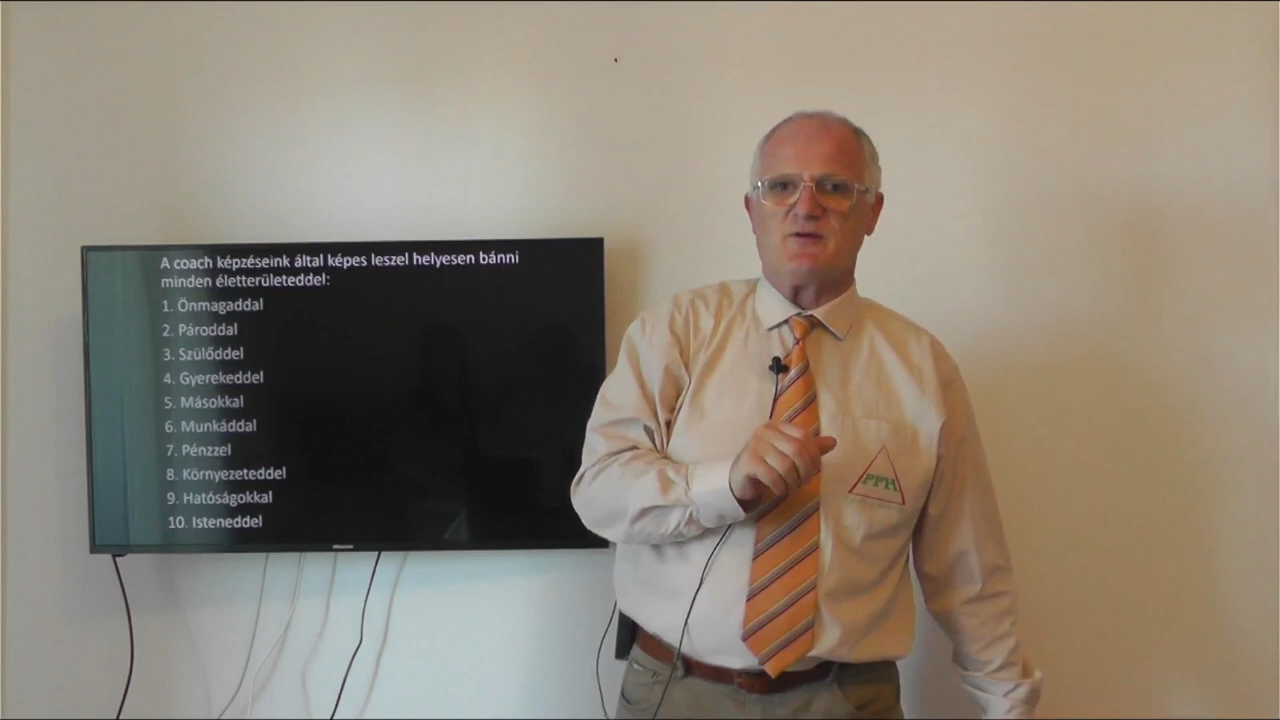 A coach képzéseink által képes leszel helyesen bánni
minden életterületeddel:
1. Önmagaddal
2. Pároddal
3. Szülőddel
4. Gyerekeddel
5. Másokkal
6. Munkáddal
7. Pénzzel
8. Környezeteddel
9. Hatóságokkal
10. Isteneddel
PPH